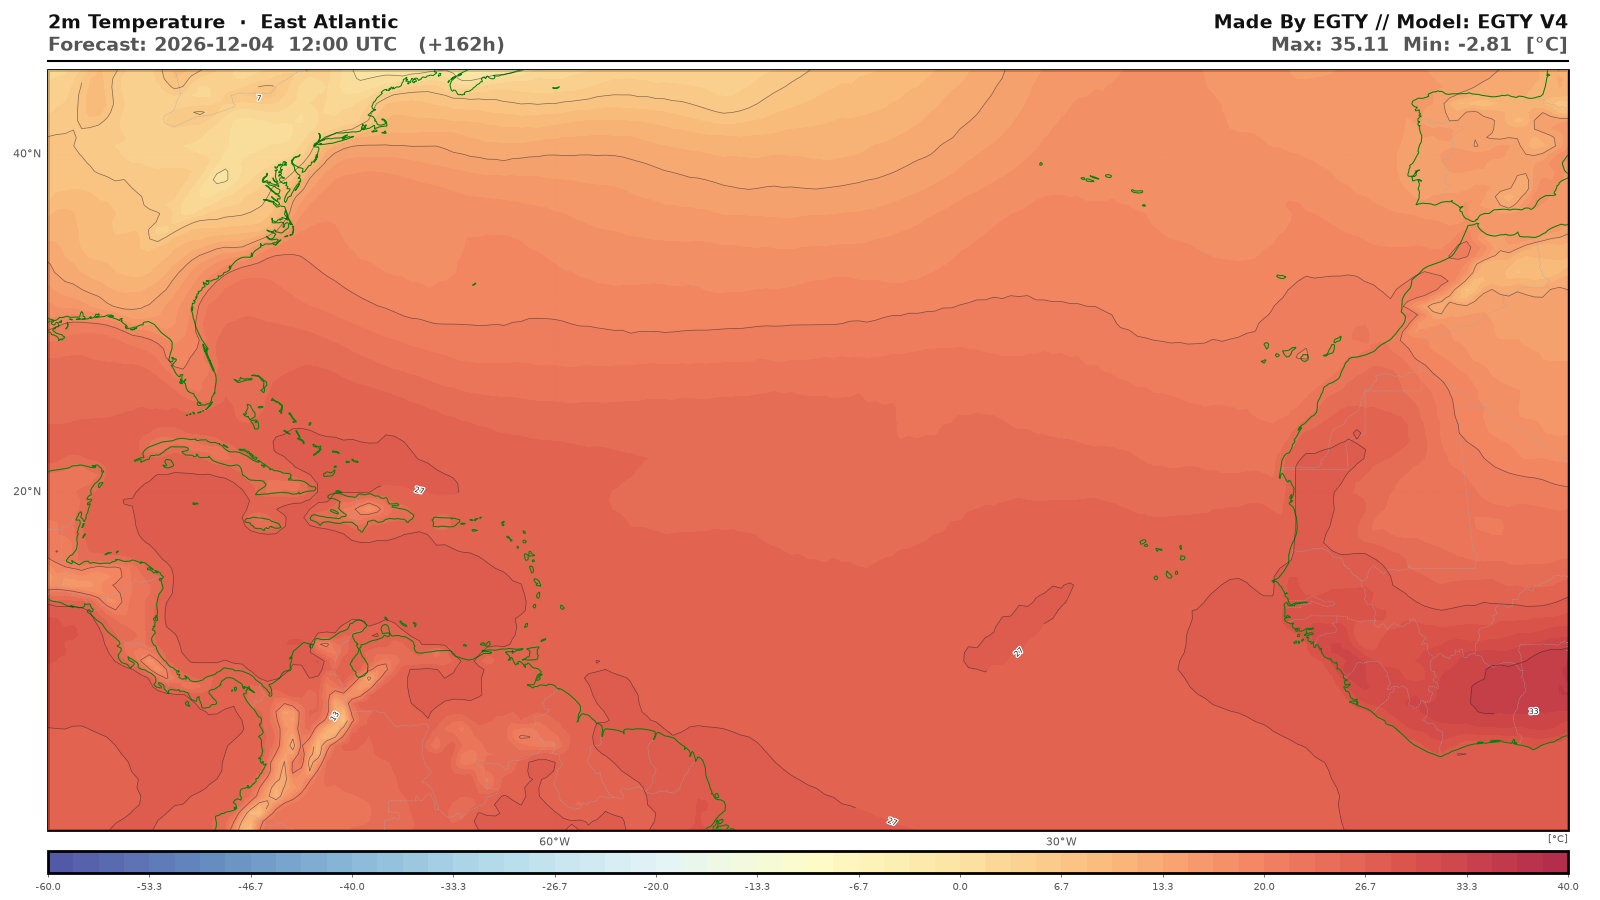 2m Temperature · East Atlantic
Made By EGTY // Model: EGTY V4
Forecast: 2026-12-04 12:00 UTC (+162h)
Max: 35.11 Min: -2.81 [°C]
7
40°N
20°N
27
27
13
33
27
60°W
30°W
[°C]
-60.0 -53.3 -46.7 -40.0 -33.3 -26.7 -20.0 -13.3 -6.7 0.0 6.7 13.3 20.0 26.7 33.3 40.0